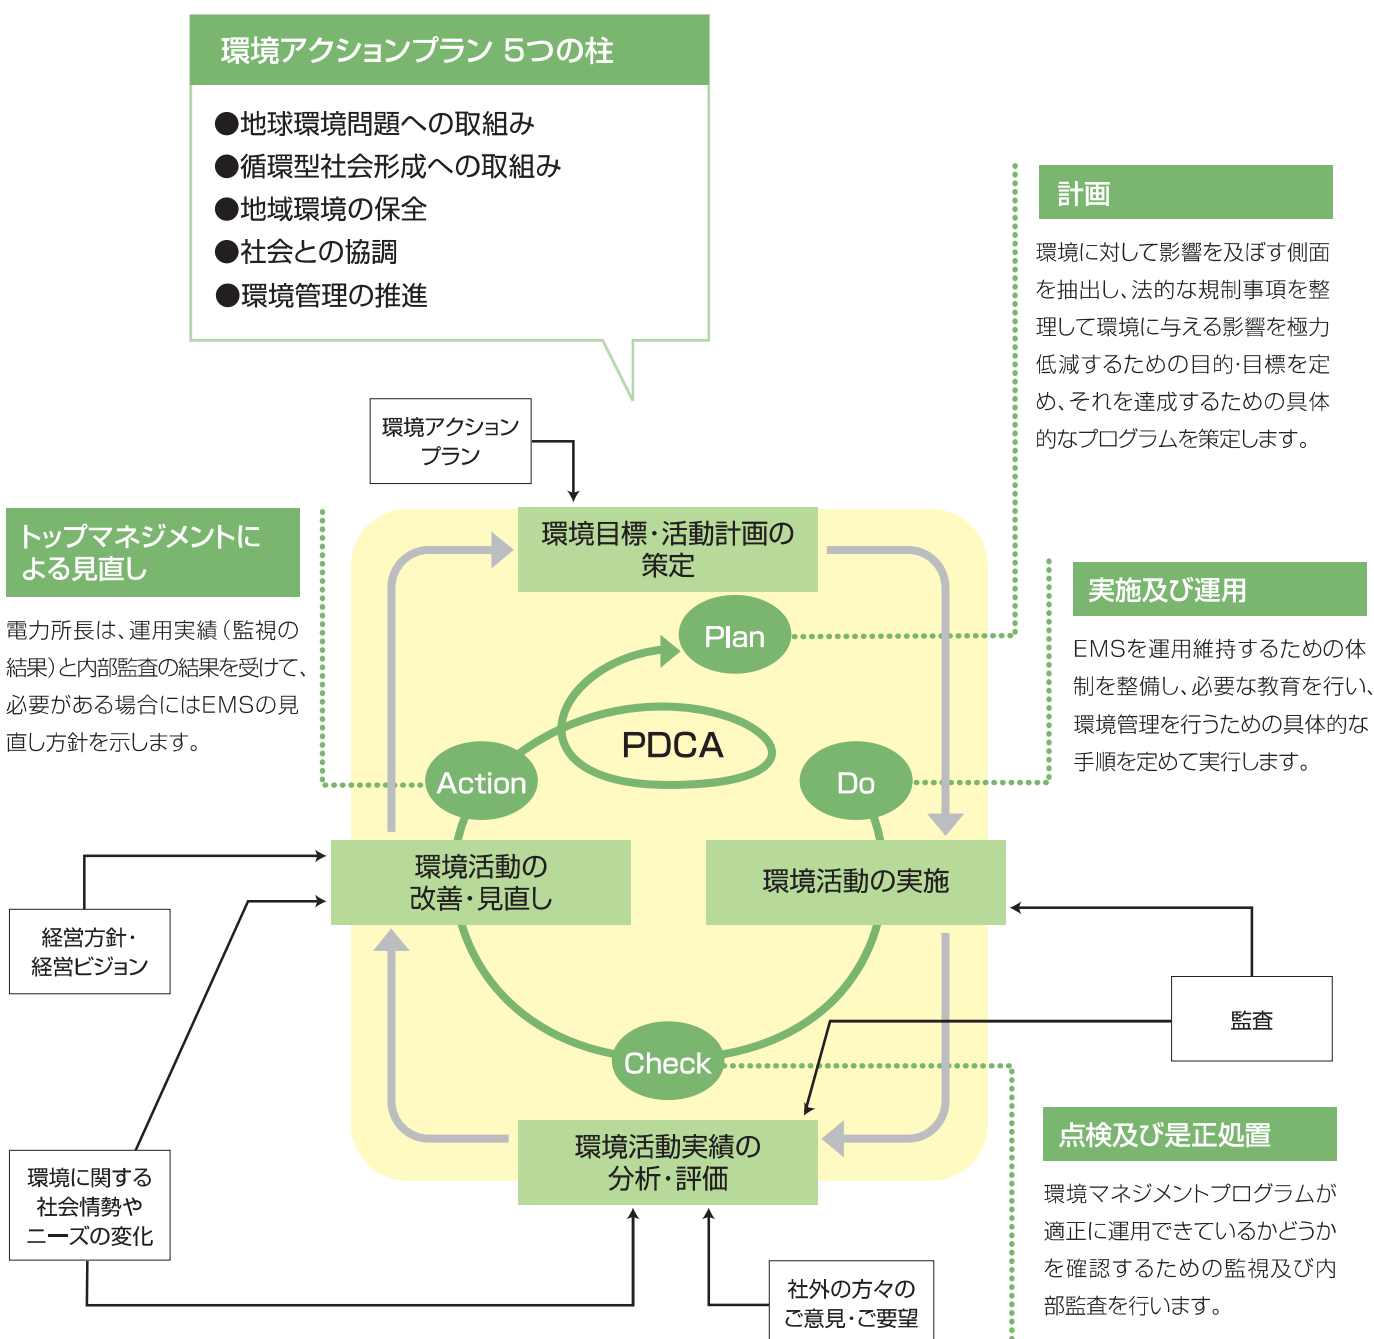 環境アクションプラン 5つの柱
●地球環境問題への取組み
●循環型社会形成への取組み
●地域環境の保全
●社会との協調
●環境管理の推進
計画
環境に対して影響を及ぼす側面
を抽出し、法的な規制事項を整
理して環境に与える影響を極力
低減するための目的・目標を定
め、それを達成するための具体
的なプログラムを策定します。
環境アクション
プラン
環境目標・活動計画の
策定
トップマネジメントに
よる見直し
電力所長は、運用実績（監視の
結果）と内部監査の結果を受けて、
必要がある場合にはEMSの見
直し方針を示します。
実施及び運用
EMSを運用維持するための体
制を整備し、必要な教育を行い、
環境管理を行うための具体的な
手順を定めて実行します。
Plan
PDCA
Action
Do
環境活動の
改善・見直し
環境活動の実施
経営方針・
経営ビジョン
監査
Check
点検及び是正処置
環境マネジメントプログラムが
適正に運用できているかどうか
を確認するための監視及び内
部監査を行います。
環境活動実績の
分析・評価
環境に関する
社会情勢や
ニーズの変化
社外の方々の
ご意見・ご要望